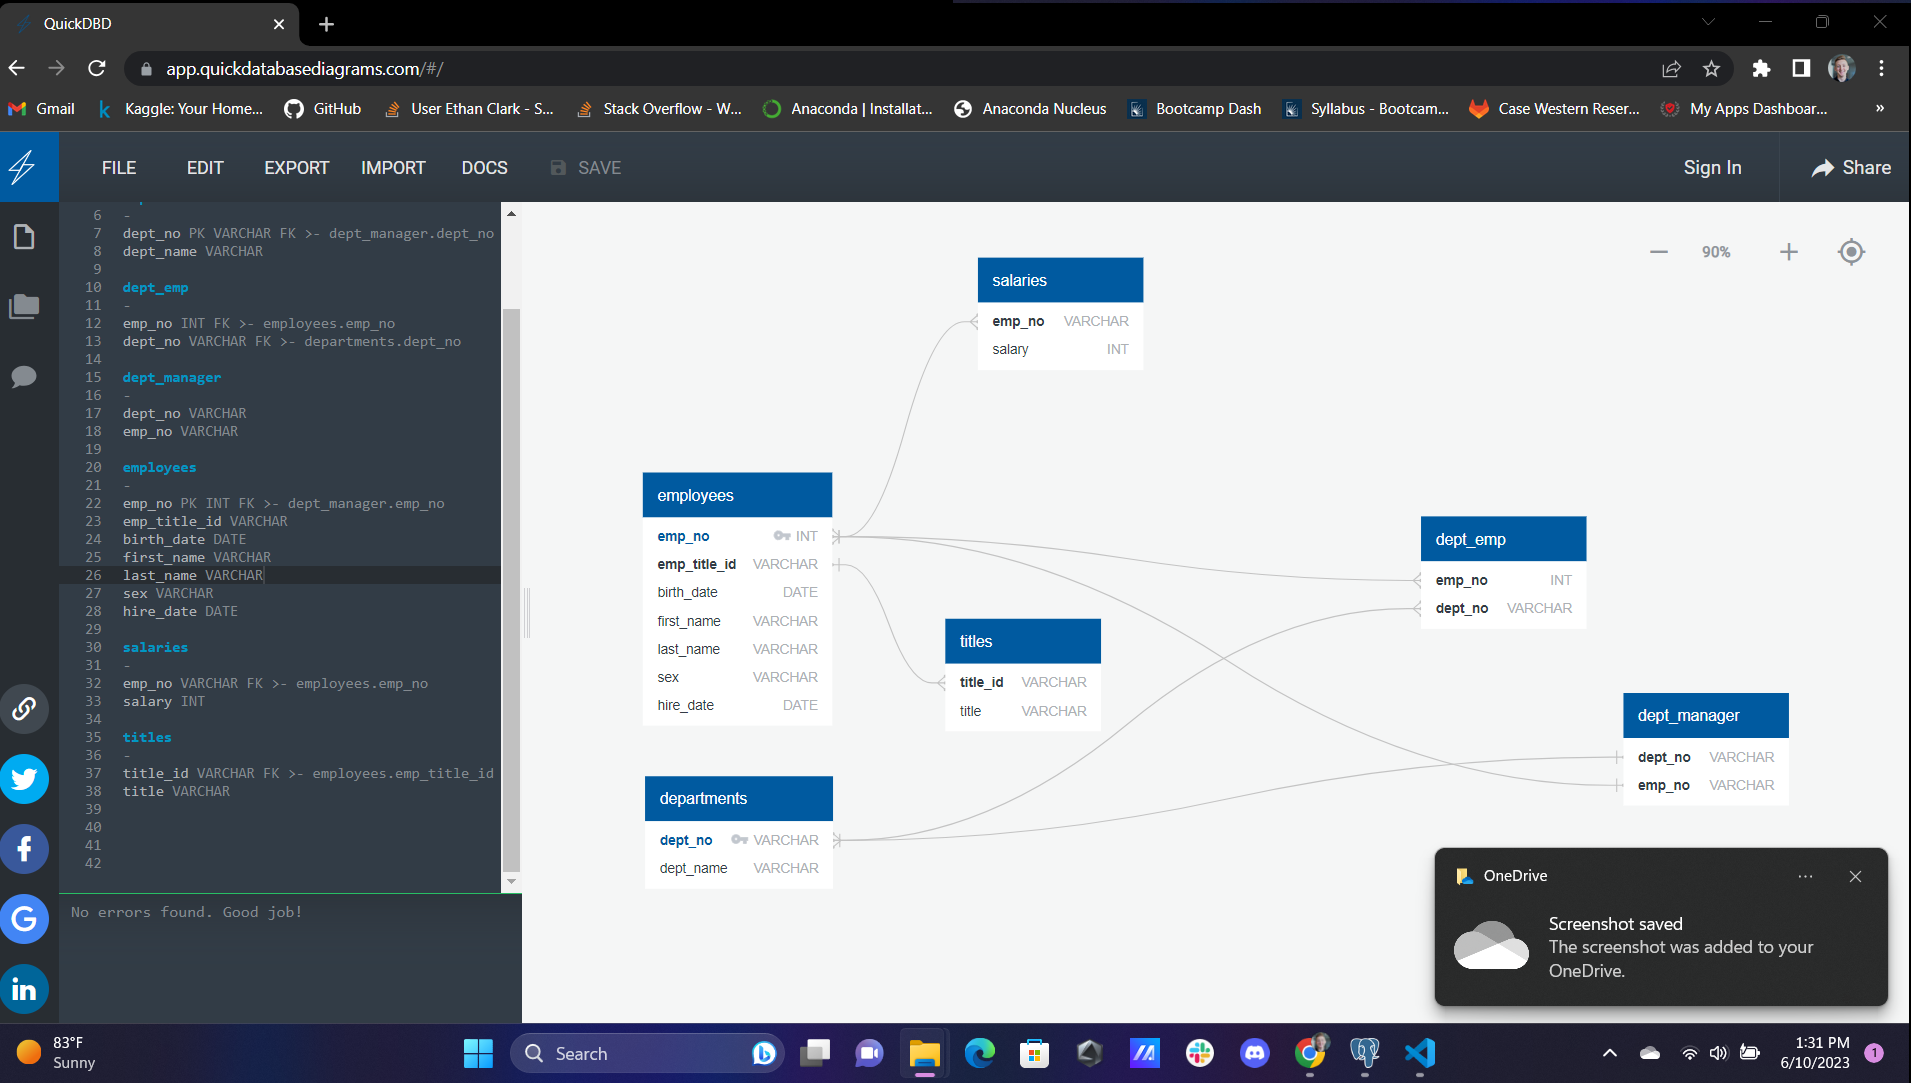 QuickDBD
app.quickdatabasediagrams.com/#/
Gmail
Kaggle: Your Home...
GitHub
User Ethan Clark - S...
Stack Overflow - W...
Anaconda | Installat...
Anaconda Nucleus
Bootcamp Dash
Syllabus - Bootcam...
Case Western Reser...
My Apps Dashboar...
»
FILE
EDIT
EXPORT
IMPORT
DOCS
SAVE
Sign In
Share
6 -
7 dept_no PK VARCHAR FK >- dept_manager.dept_no
8 dept_name VARCHAR
9
10 dept_emp
11 -
12 emp_no INT FK >- employees.emp_no
13 dept_no VARCHAR FK >- departments.dept_no
14
15 dept_manager
16 -
17 dept_no VARCHAR
18 emp_no VARCHAR
19
20 employees
21 -
22 emp_no PK INT FK >- dept_manager.emp_no
23 emp_title_id VARCHAR
24 birth_date DATE
25 first_name VARCHAR
26 last_name VARCHAR
27 sex VARCHAR
28 hire_date DATE
29
30 salaries
31 -
32 emp_no VARCHAR FK >- employees.emp_no
33 salary INT
34
35 titles
36 -
37 title_id VARCHAR FK >- employees.emp_title_id
38 title VARCHAR
39
40
41
42
No errors found. Good job!
90%
salaries
emp_no VARCHAR
salary INT
employees
emp_no INT
emp_title_id VARCHAR
birth_date DATE
first_name VARCHAR
last_name VARCHAR
sex VARCHAR
hire_date DATE
dept_emp
emp_no INT
dept_no VARCHAR
titles
title_id VARCHAR
title VARCHAR
dept_manager
dept_no VARCHAR
emp_no VARCHAR
departments
dept_no VARCHAR
dept_name VARCHAR
OneDrive
Screenshot saved
The screenshot was added to your
OneDrive.
83°F
Sunny
Search
1:31 PM
6/10/2023
1